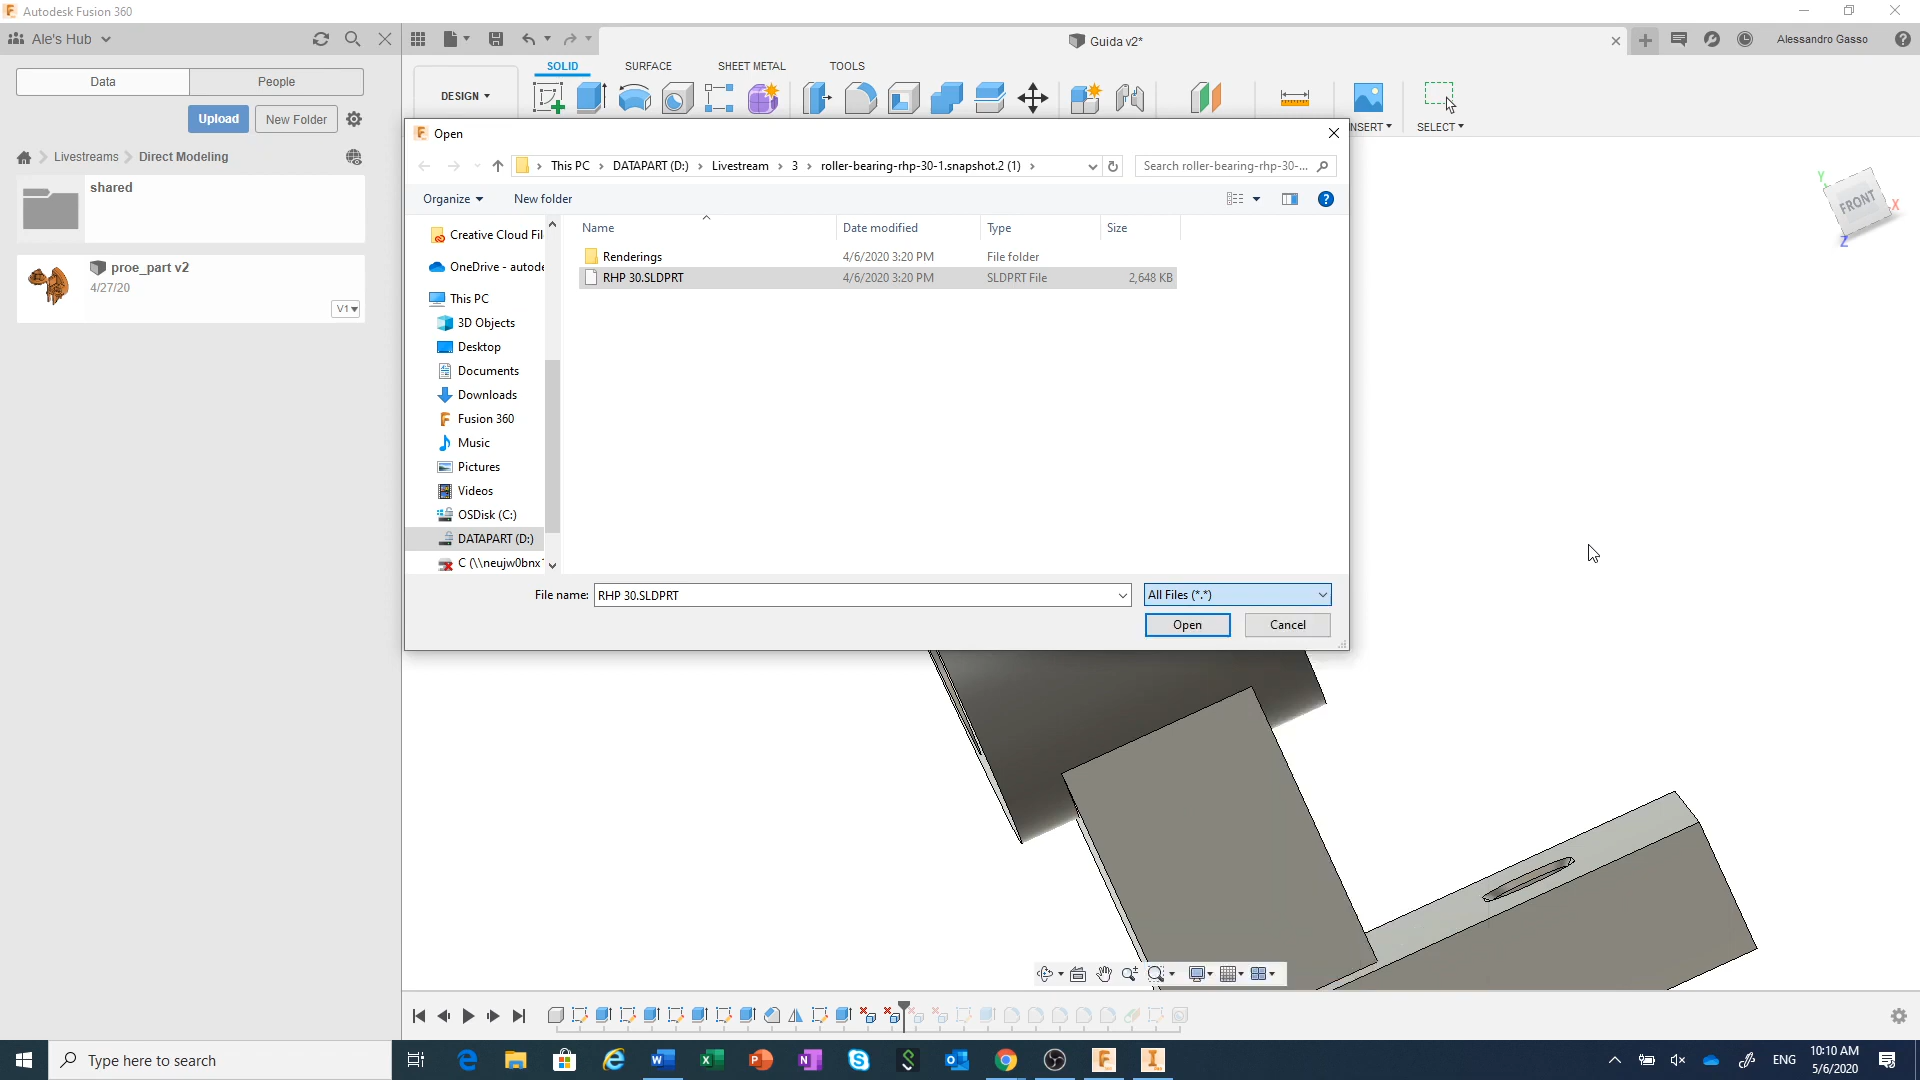 Autodesk Fusion 360
Ale's Hub
Guida v2*
Alessandro Gasso
Data
People
Upload
New Folder
Livestreams
Direct Modeling
shared
proe_part v2
4/27/20
V1
SOLID
SURFACE
SHEET METAL
TOOLS
DESIGN
NSERT
SELECT
FRONT
Y
X
Z
Open
This PC
DATAPART (D:)
Livestream
3
roller-bearing-rhp-30-1.snapshot.2 (1)
Search roller-bearing-rhp-30-...
Organize
New folder
Name
Date modified
Type
Size
Creative Cloud Fil
OneDrive - autode
This PC
3D Objects
Desktop
Documents
Downloads
Fusion 360
Music
Pictures
Videos
OSDisk (C:)
DATAPART (D:)
C (\\neujw0bnx
Renderings
4/6/2020 3:20 PM
File folder
RHP 30.SLDPRT
4/6/2020 3:20 PM
SLDPRT File
2,648 KB
File name:
RHP 30.SLDPRT
All Files (*.*)
Open
Cancel
Type here to search
ENG
10:10 AM
5/6/2020